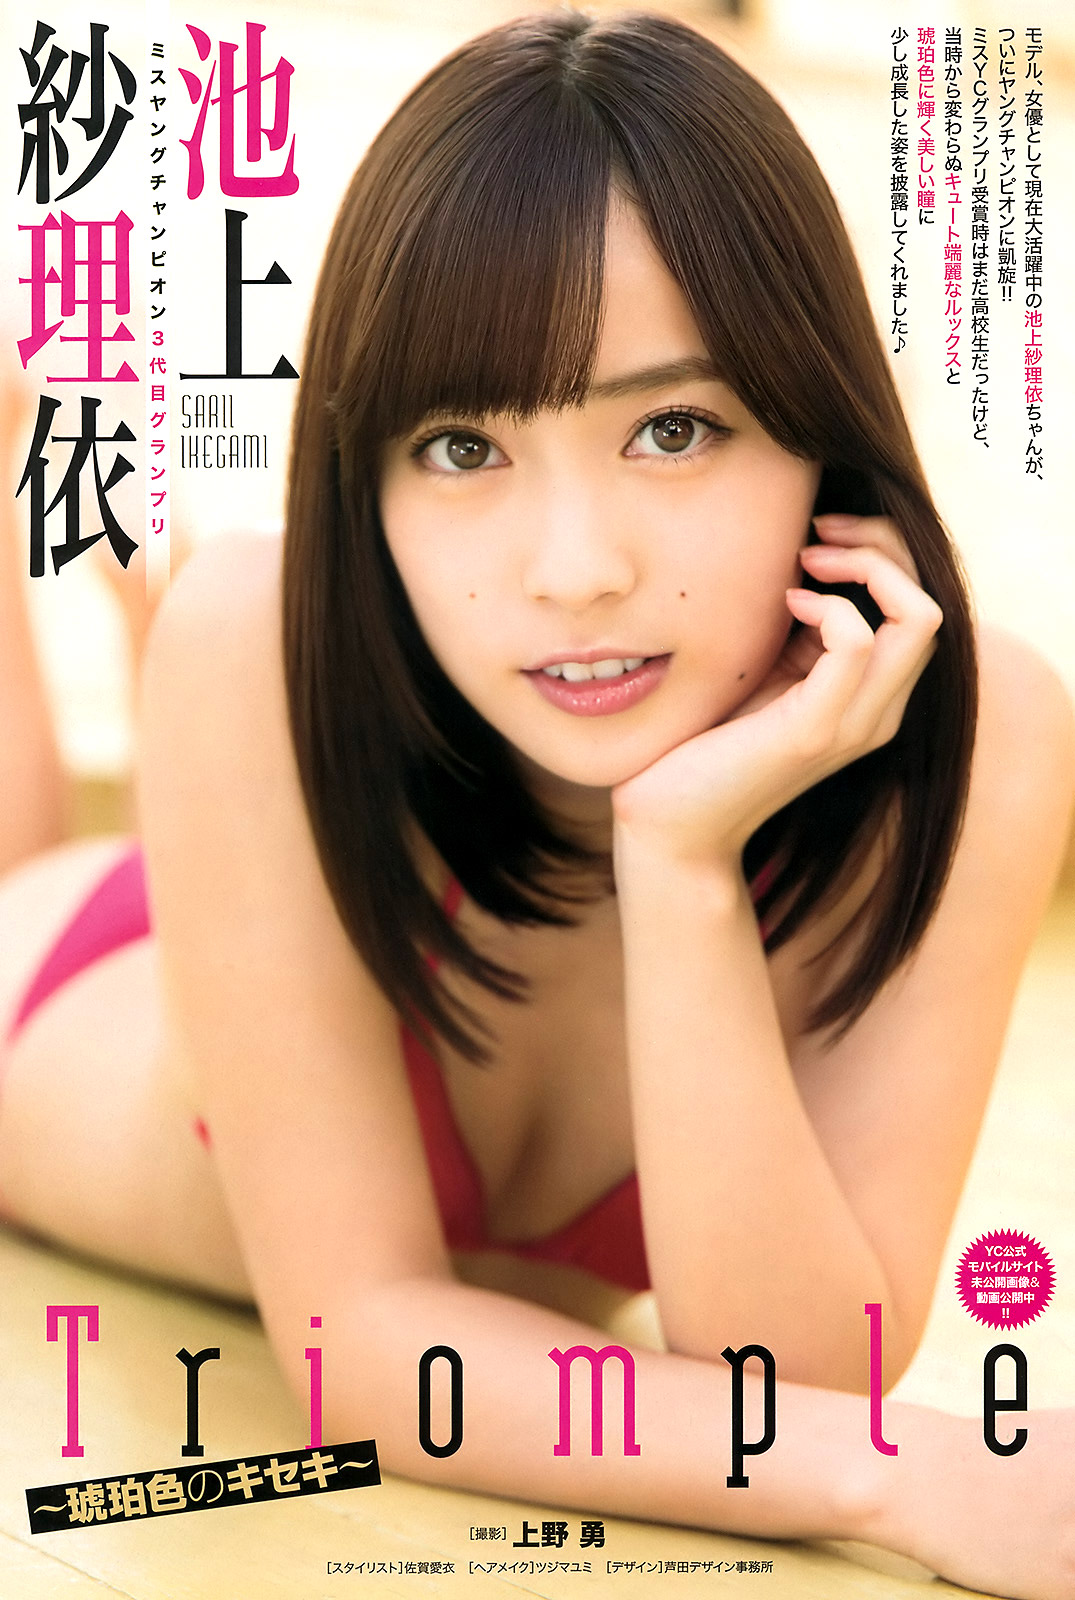 池上
紗理依
ミスヤングチャンピオン3代目グランプリ
SARII
IKEGAMI
モデル、女優として現在大活躍中の池上紗理依ちゃんが、
ついにヤングチャンピオンに凱旋!!
ミスYCグランプリ受賞時はまだ高校生だったけど、
当時から変わらぬキュート端麗なルックスと
琥珀色に輝く美しい瞳に
少し成長した姿を披露してくれました♪
YC公式
モバイルサイト
未公開画像&
動画公開中
!!
Triomple
〜琥珀色のキセキ〜
[撮影]上野 勇
[スタイリスト]佐賀愛衣 [ヘアメイク]ツジマユミ [デザイン]芦田デザイン事務所